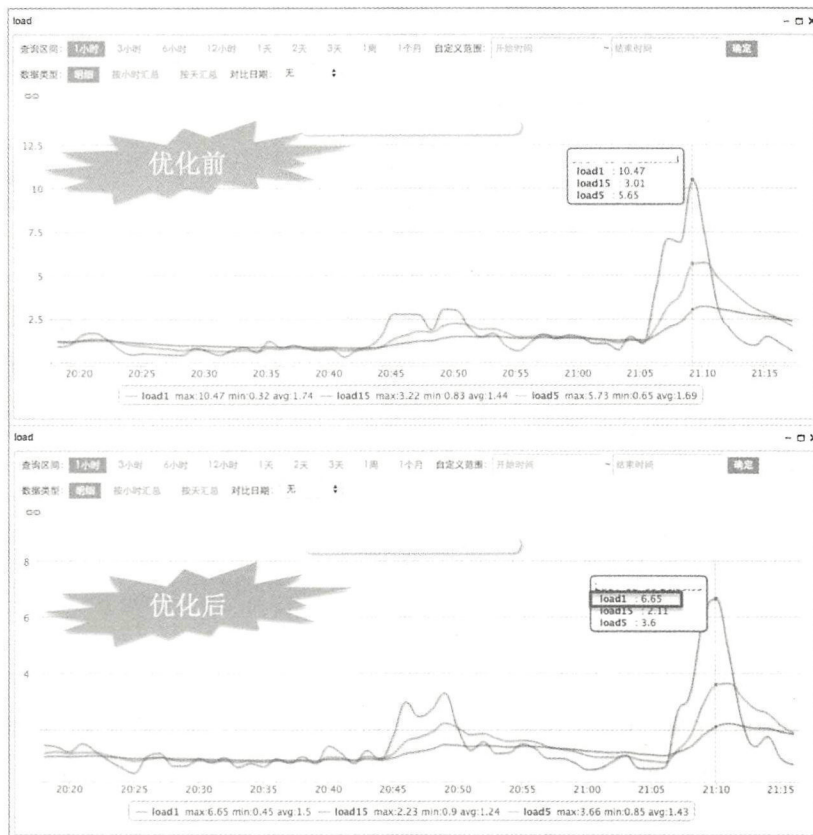 load
查询区间: 1小时 3小时 6小时 12小时 1天 2天 3天 1周 1个月 自定义范围: 开始时间 ~ 结束时间 确定
数据类型: 明细 按小时汇总 按天汇总 对比日期: 无
优化前
12.5
10
7.5
5
2.5
load1 : 10.47
load15 3.01
load5 : 5.65
20:20 20:25 20:30 20:35 20:40 20:45 20:50 20:55 21:00 21:05 21:10 21:15
load1 max:10.47 min:0.32 avg:1.74 load15 max:3.22 min:0.83 avg:1.44 load5 max:5.73 min:0.65 avg:1.69
load
查询区间: 1小时 3小时 6小时 12小时 1天 2天 3天 1周 1个月 自定义范围: 开始时间 ~ 结束时间 确定
数据类型: 明细 按小时汇总 按天汇总 对比日期: 无
优化后
8
6
4
load1 : 6.65
load15 : 2.11
load5 : 3.6
20:20 20:25 20:30 20:35 20:40 20:45 20:50 20:55 21:00 21:05 21:10 21:15
load1 max:6.65 min:0.45 avg:1.5 load15 max:2.23 min:0.9 avg:1.24 load5 max:3.66 min:0.85 avg:1.43